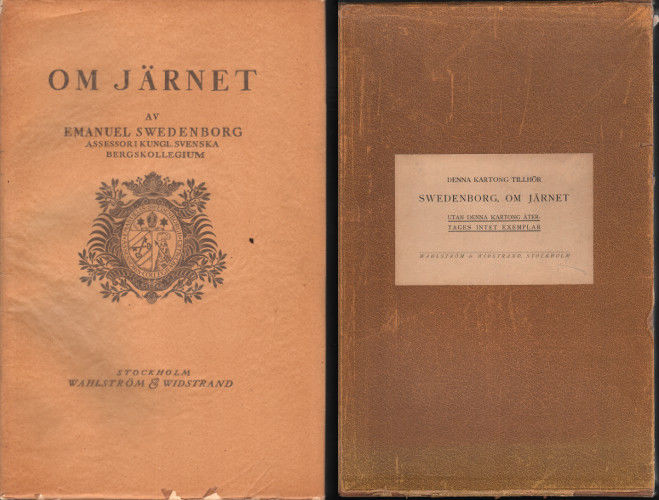 OM JÄRNET
AV
EMANUEL SWEDENBORG
ASSESSOR I KUNGL. SVENSKA
BERGSKOLLEGIUM
STOCKHOLM
WAHLSTRÖM & WIDSTRAND
DENNA KARTONG TILLHÖR
SWEDENBORG, OM JÄRNET
UTAN DENNA KARTONG ÅTER-
TAGES INTET EXEMPLAR
WAHLSTRÖM & WIDSTRAND, STOCKHOLM